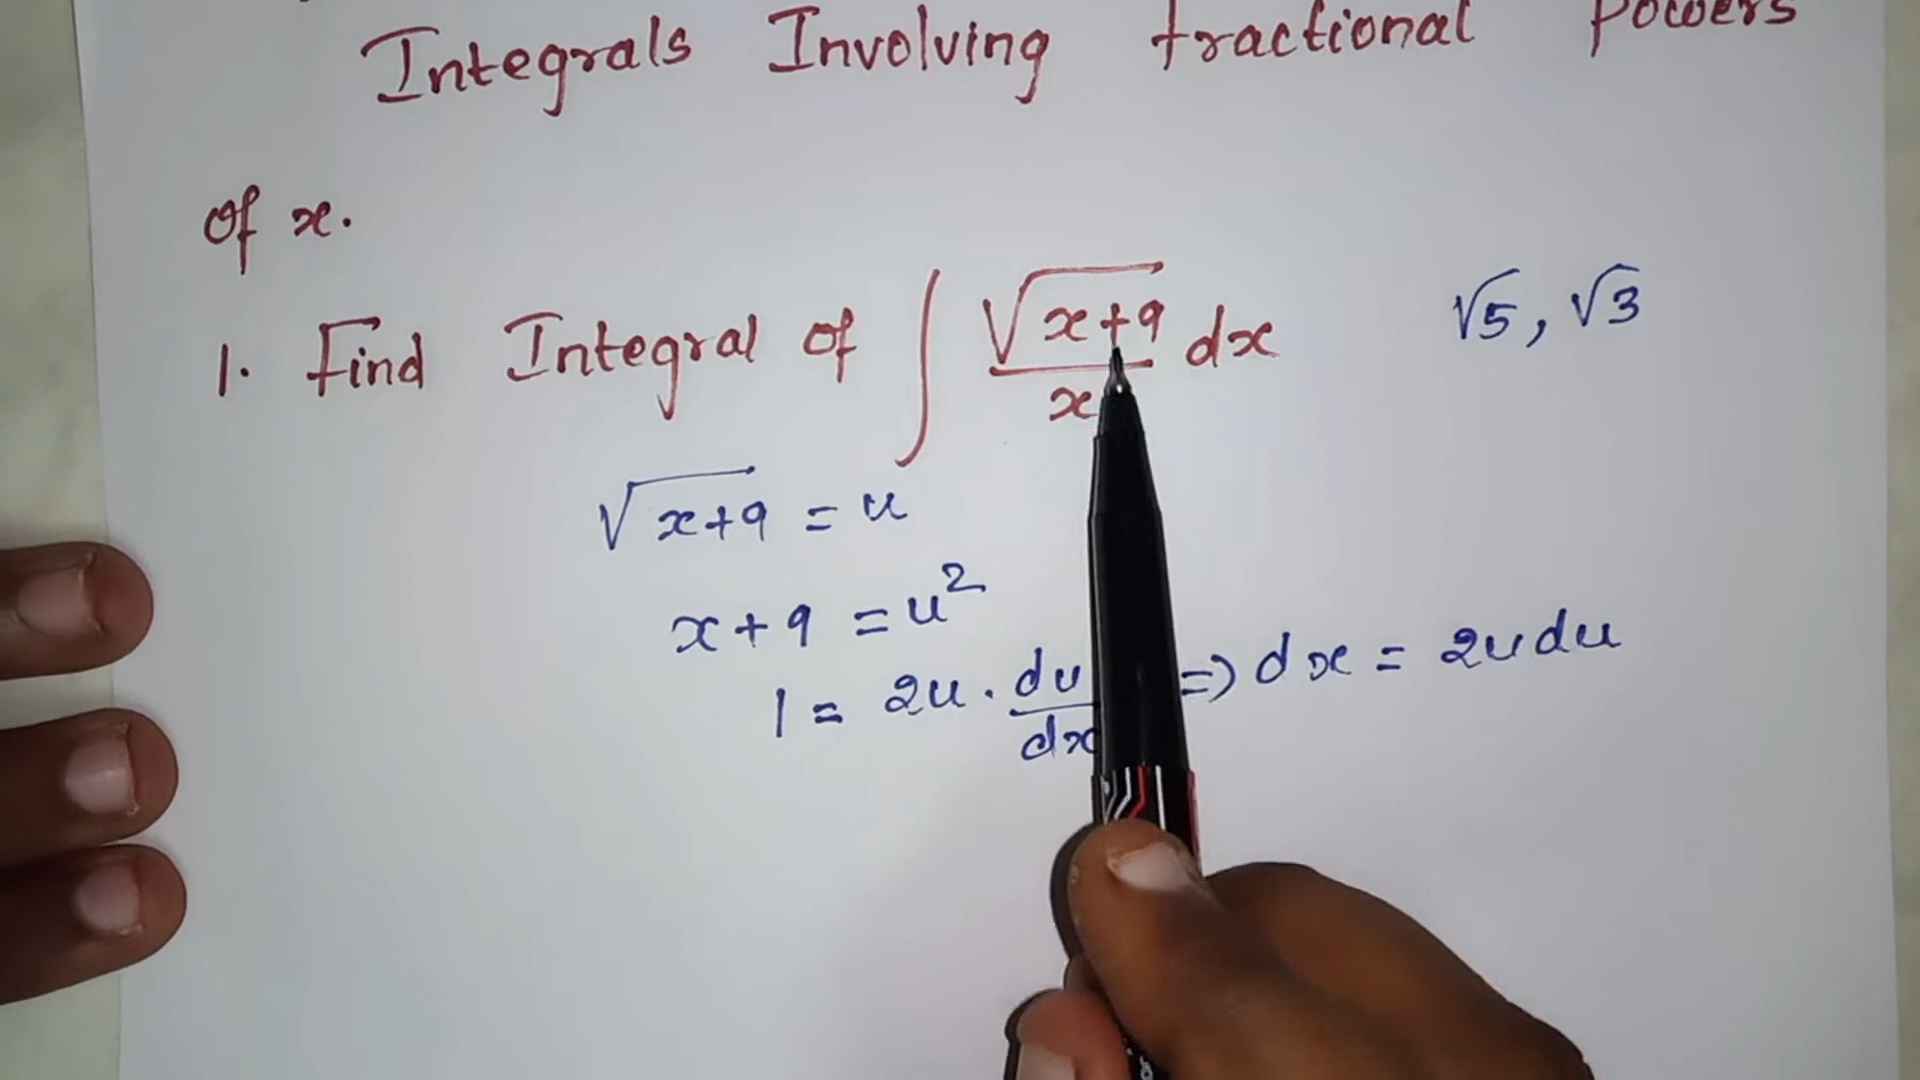 Integrals Involving fractional Powers
of x.
1. Find Integral of ∫ √(x+9)/x dx √5, √3
√(x+9) = u
x+9 = u²
1 = 2u · du/dx ⇒ dx = 2u du